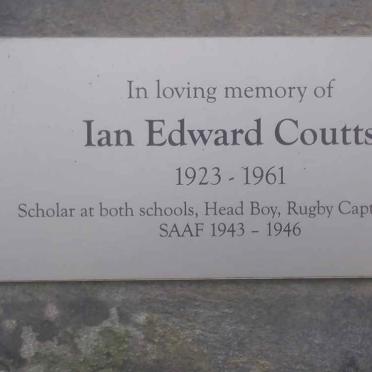 In loving memory of
Ian Edward Coutts
1923 - 1961
Scholar at both schools, Head Boy, Rugby Capt
SAAF 1943 – 1946